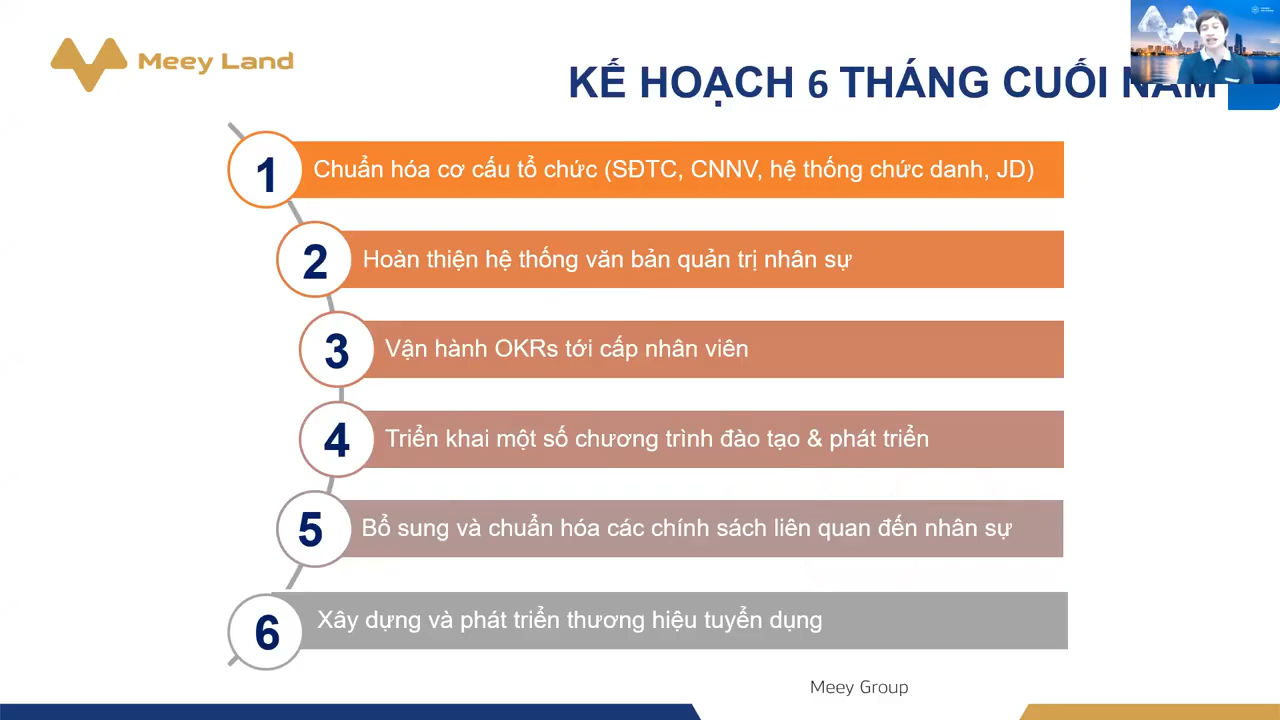 Meey Land
KẾ HOẠCH 6 THÁNG CUỐI NĂM
1 Chuẩn hóa cơ cấu tổ chức (SĐTC, CNNV, hệ thống chức danh, JD)
2 Hoàn thiện hệ thống văn bản quản trị nhân sự
3 Vận hành OKRs tới cấp nhân viên
4 Triển khai một số chương trình đào tạo & phát triển
5 Bổ sung và chuẩn hóa các chính sách liên quan đến nhân sự
6 Xây dựng và phát triển thương hiệu tuyển dụng
Meey Group